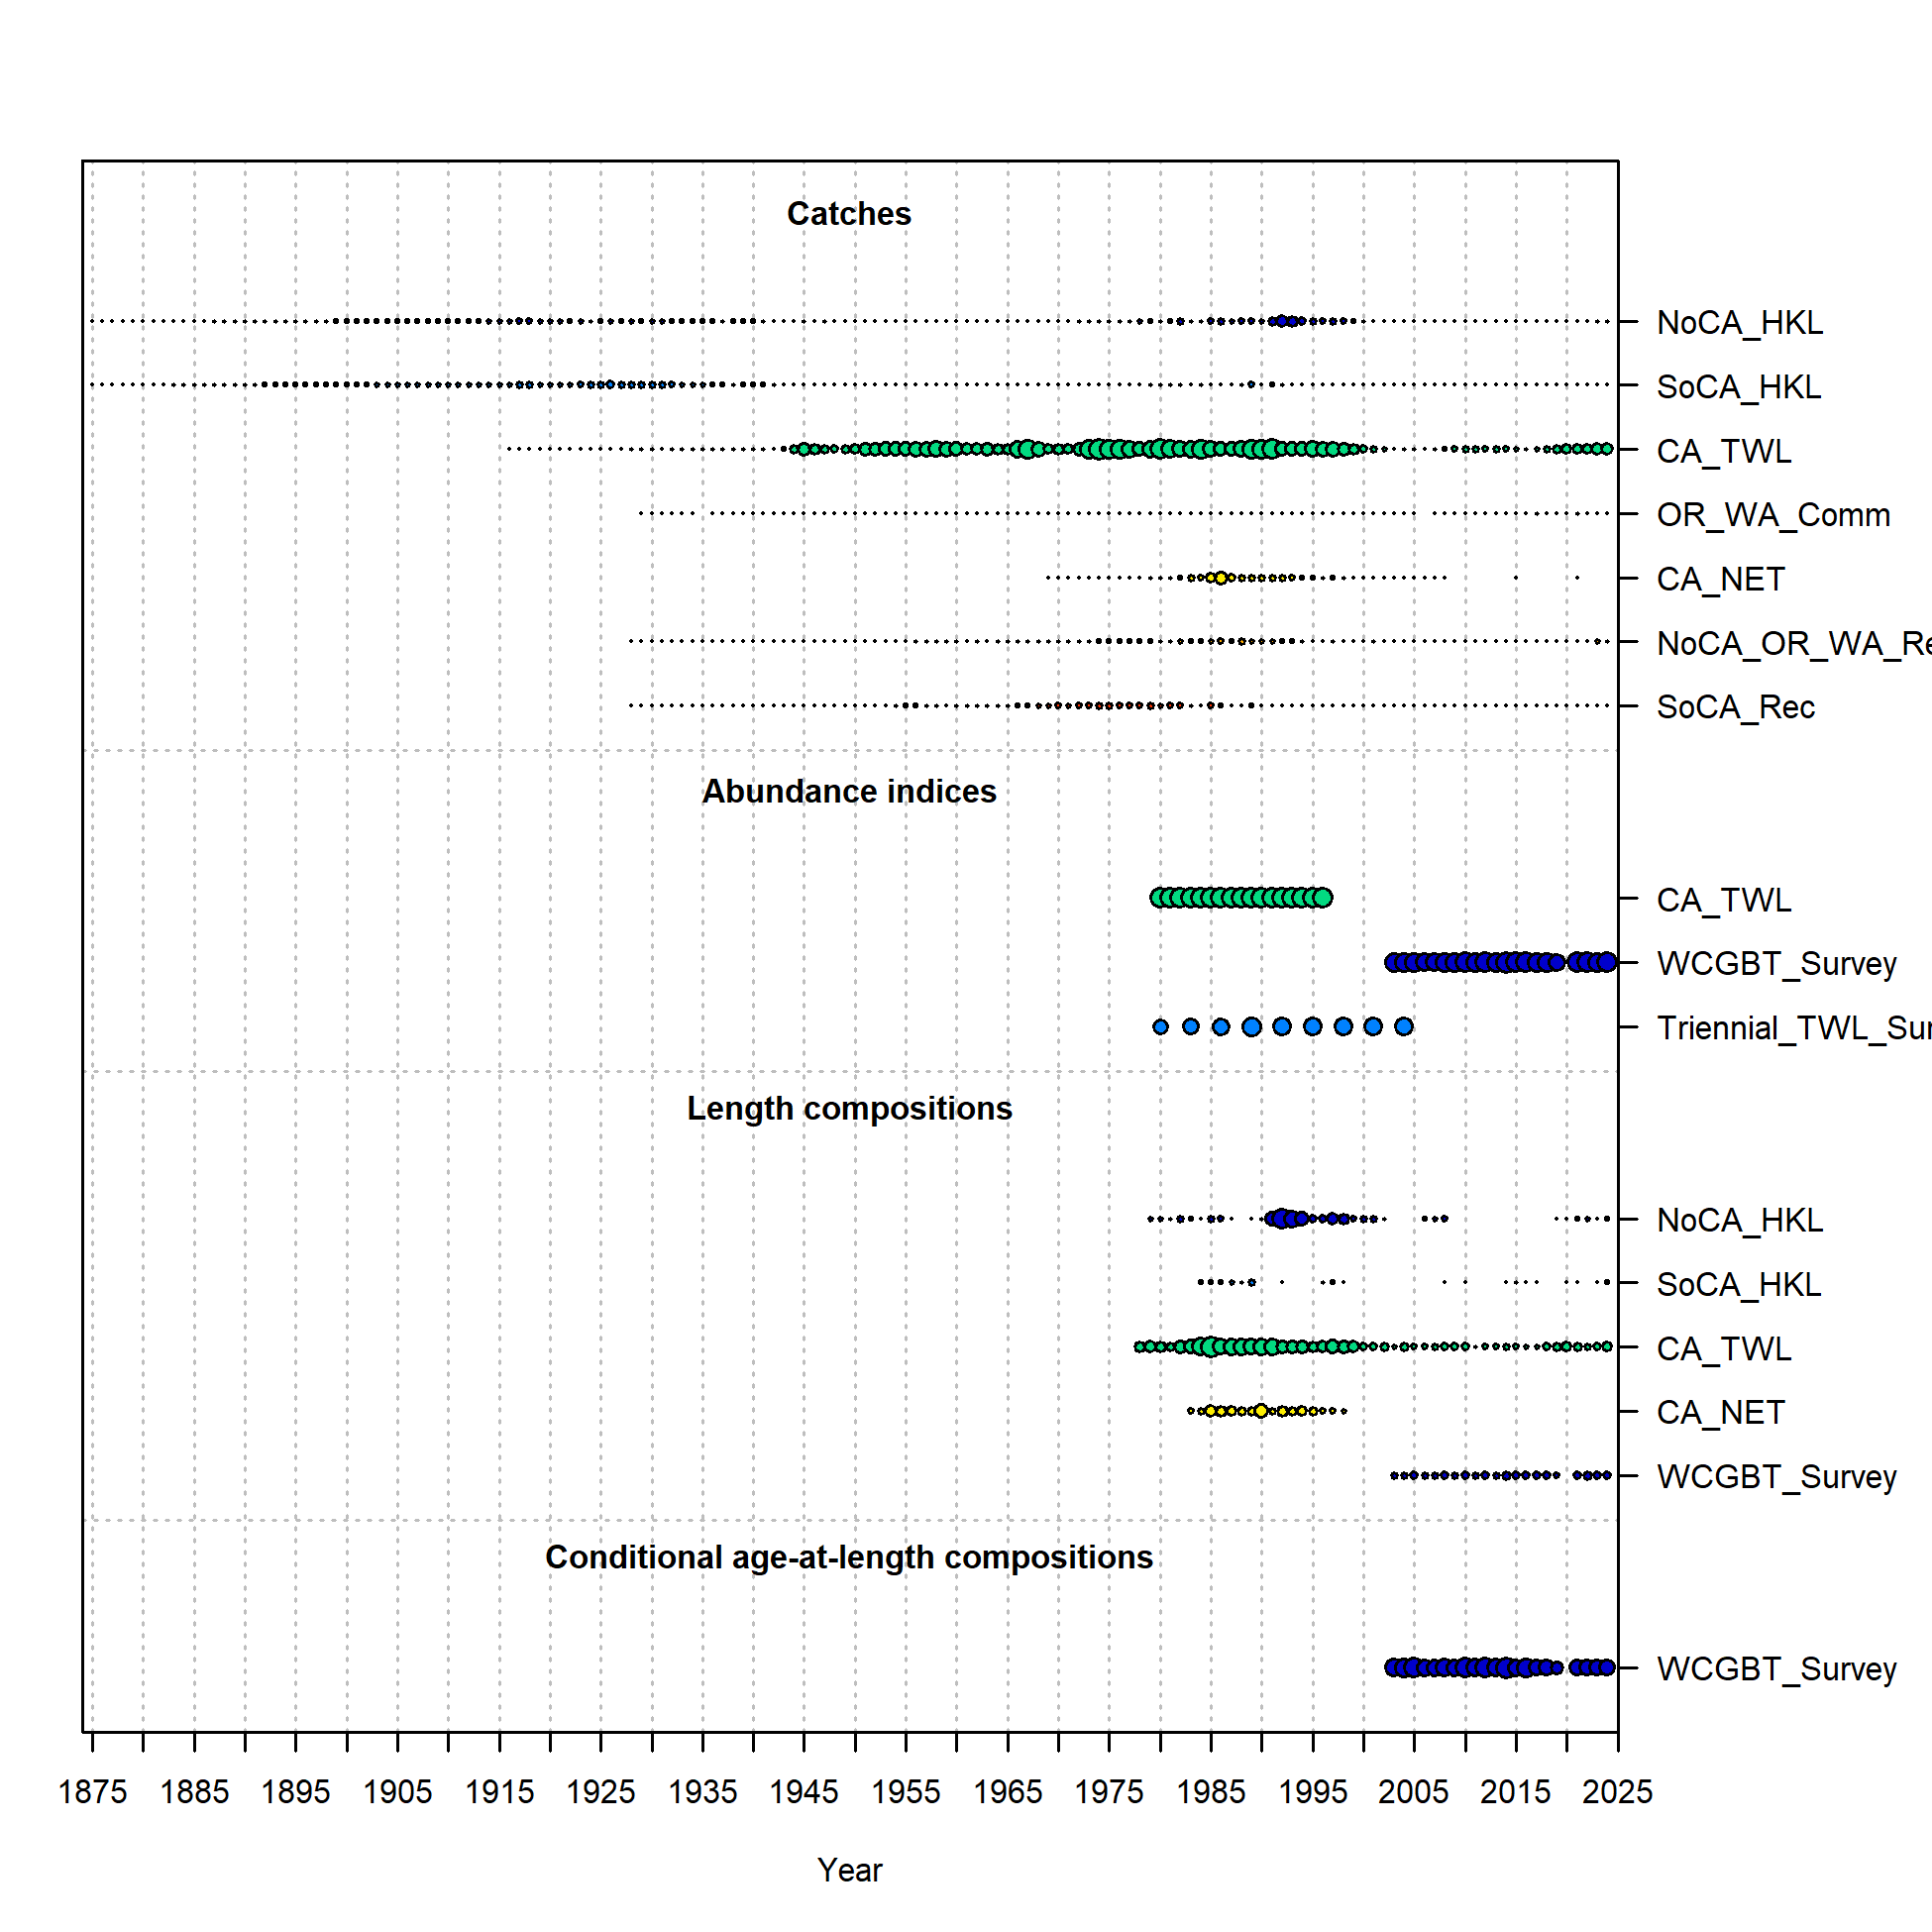 Catches
NoCA_HKL
SoCA_HKL
CA_TWL
OR_WA_Comm
CA_NET
NoCA_OR_WA_Re
SoCA_Rec
Abundance indices
CA_TWL
WCGBT_Survey
Triennial_TWL_Sur
Length compositions
NoCA_HKL
SoCA_HKL
CA_TWL
CA_NET
WCGBT_Survey
Conditional age-at-length compositions
WCGBT_Survey
1875 1885 1895 1905 1915 1925 1935 1945 1955 1965 1975 1985 1995 2005 2015 2025
Year